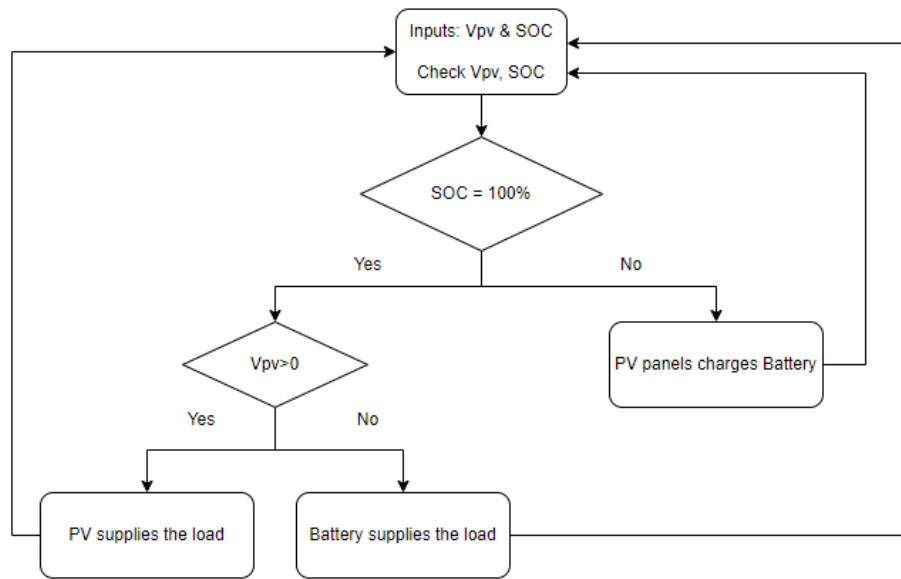 Inputs: Vpv & SOC
Check Vpv, SOC
SOC = 100%
Yes
No
Vpv>0
PV panels charges Battery
Yes
No
PV supplies the load
Battery supplies the load